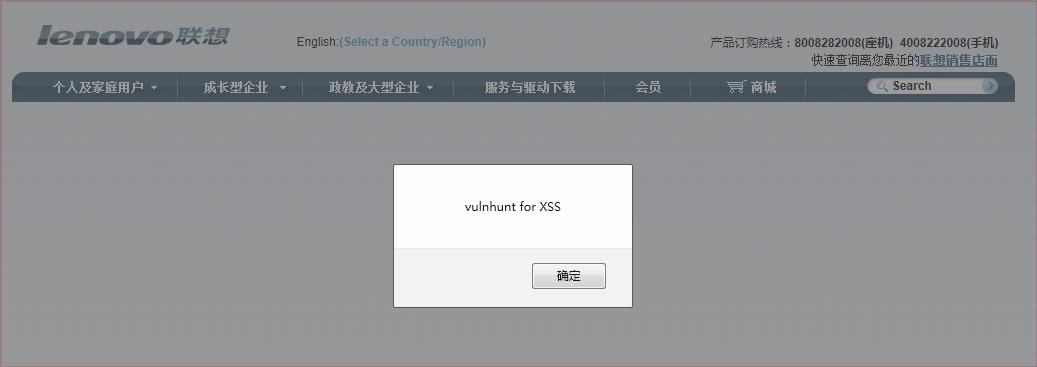 lenovo联想
English:(Select a Country/Region)
产品订购热线：8008282008(座机) 4008222008(手机)
快速查询离您最近的联想销售店面
个人及家庭用户 成长型企业 政教及大型企业 服务与驱动下载 会员 商城 Search
vulnhunt for XSS
确定